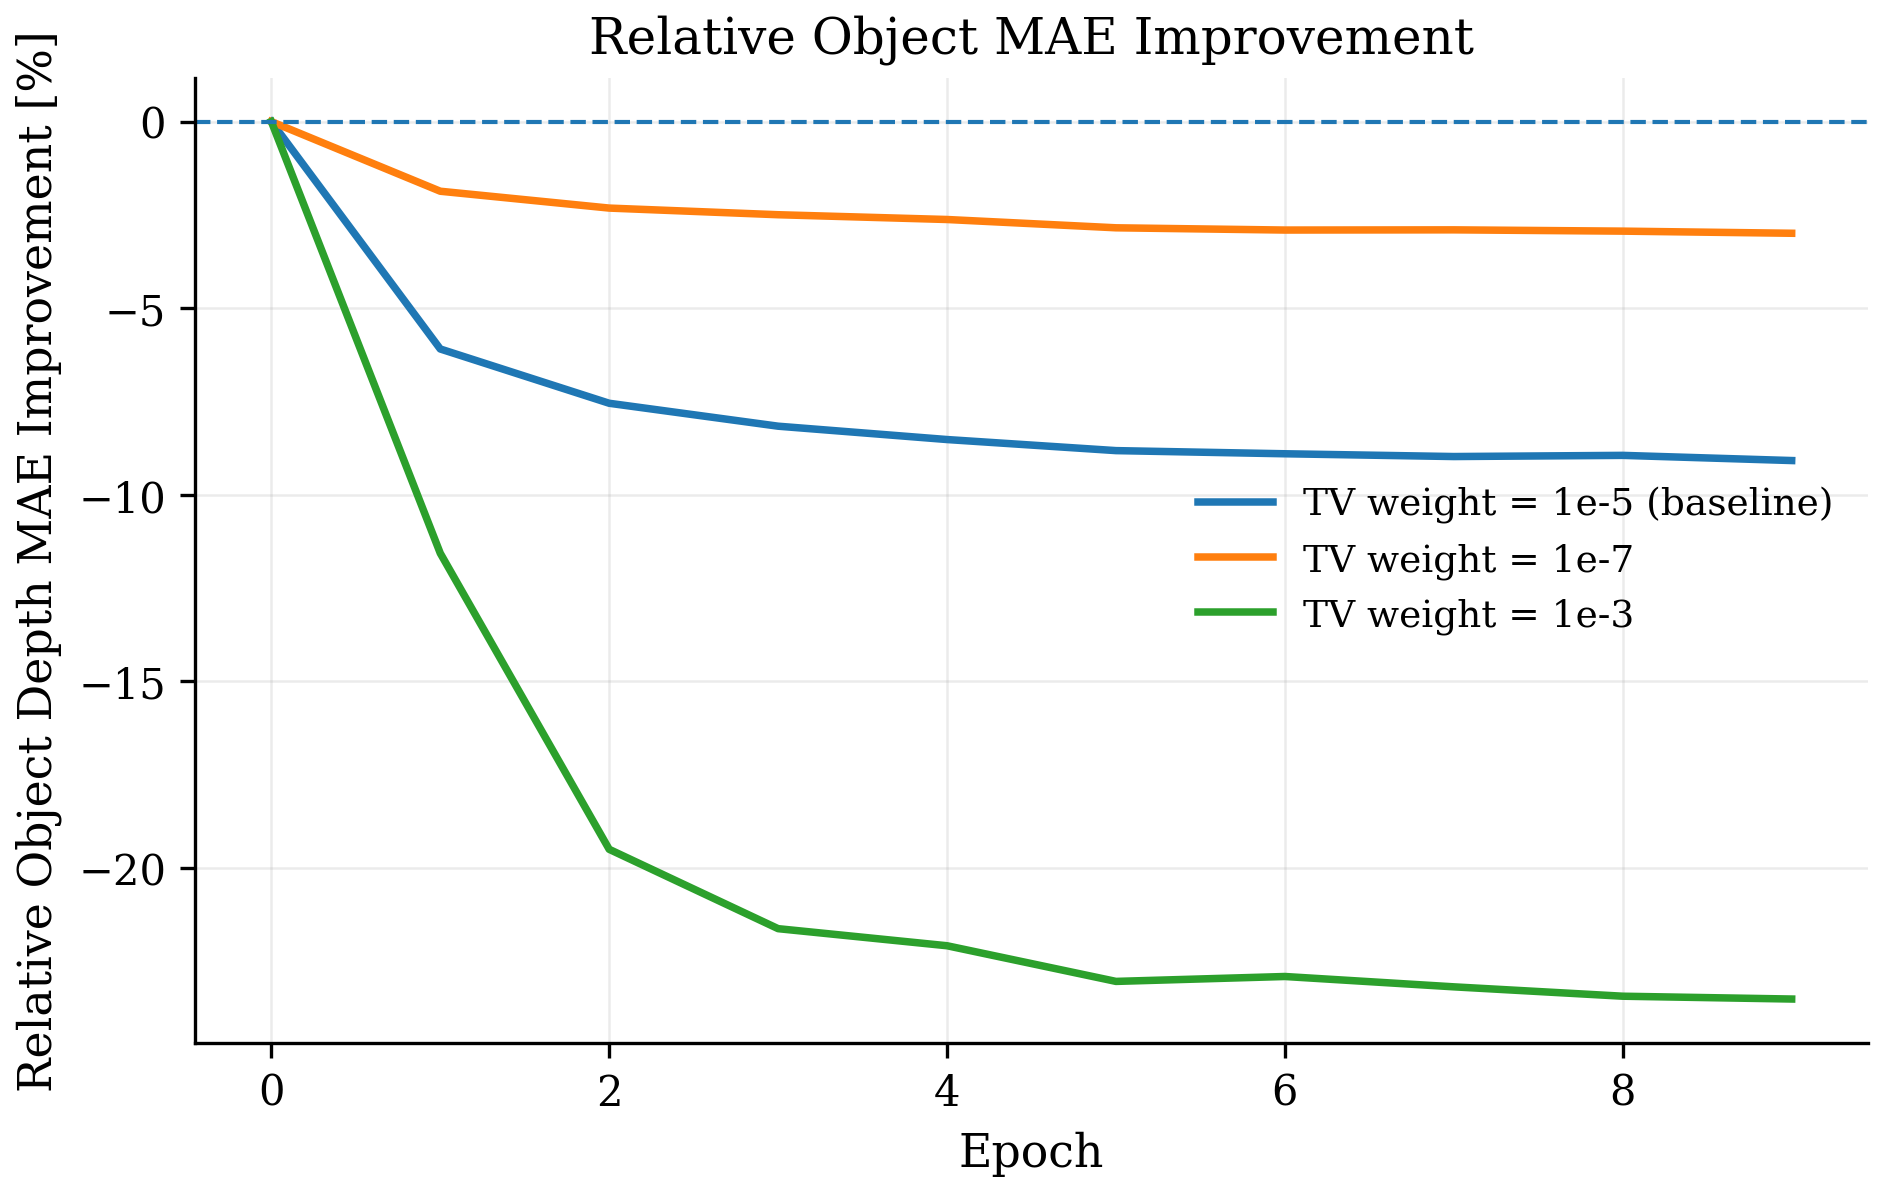 Relative Object MAE Improvement
Relative Object Depth MAE Improvement [%]
0
−5
−10
−15
−20
TV weight = 1e-5 (baseline)
TV weight = 1e-7
TV weight = 1e-3
0 2 4 6 8
Epoch